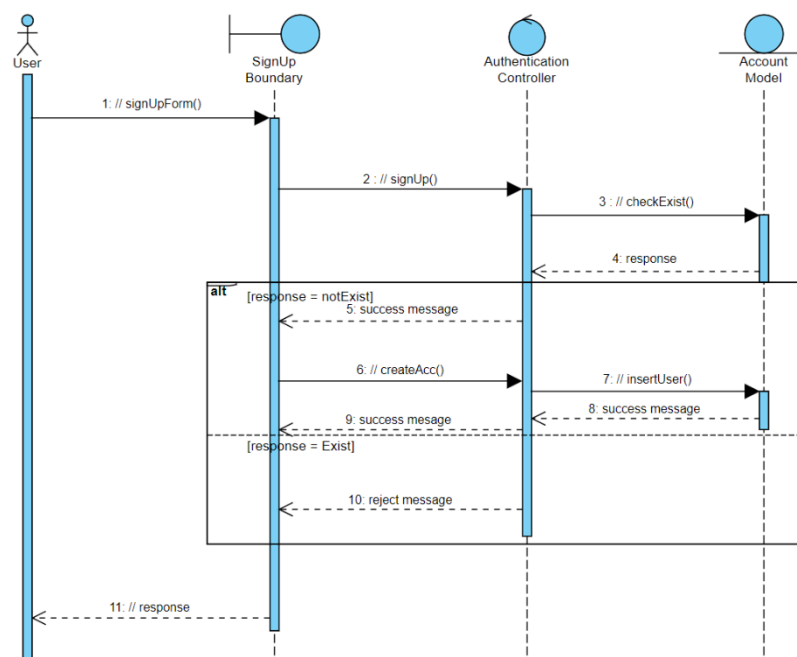 User
SignUp
Boundary
Authentication
Controller
Account
Model
1: // signUpForm()
2 : // signUp()
3 : // checkExist()
4: response
alt
[response = notExist]
5: success message
6: // createAcc()
7: // insertUser()
8: success message
9: success mesage
[response = Exist]
10: reject message
11: // response